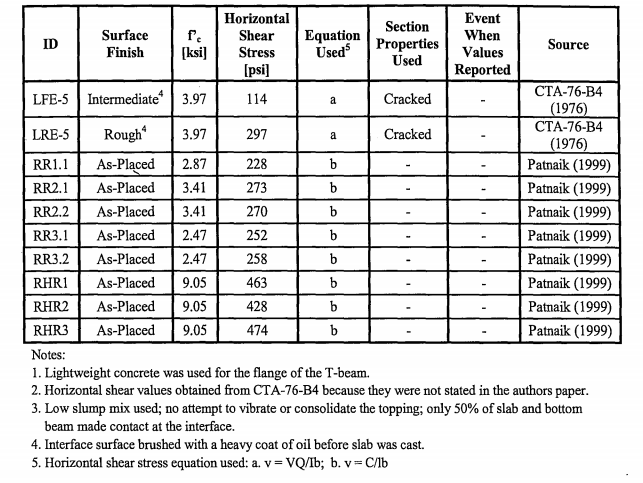 ID Surface Finish f'c [ksi] Horizontal Shear Stress [psi] Equation Used5 Section Properties Used Event When Values Reported Source
LFE-5 Intermediate4 3.97 114 a Cracked - CTA-76-B4 (1976)
LRE-5 Rough4 3.97 297 a Cracked - CTA-76-B4 (1976)
RR1.1 As-Placed 2.87 228 b - - Patnaik (1999)
RR2.1 As-Placed 3.41 273 b - - Patnaik (1999)
RR2.2 As-Placed 3.41 270 b - - Patnaik (1999)
RR3.1 As-Placed 2.47 252 b - - Patnaik (1999)
RR3.2 As-Placed 2.47 258 b - - Patnaik (1999)
RHR1 As-Placed 9.05 463 b - - Patnaik (1999)
RHR2 As-Placed 9.05 428 b - - Patnaik (1999)
RHR3 As-Placed 9.05 474 b - - Patnaik (1999)
Notes:
1. Lightweight concrete was used for the flange of the T-beam.
2. Horizontal shear values obtained from CTA-76-B4 because they were not stated in the authors paper.
3. Low slump mix used; no attempt to vibrate or consolidate the topping; only 50% of slab and bottom
beam made contact at the interface.
4. Interface surface brushed with a heavy coat of oil before slab was cast.
5. Horizontal shear stress equation used: a. v = VQ/Ib; b. v = C/lb